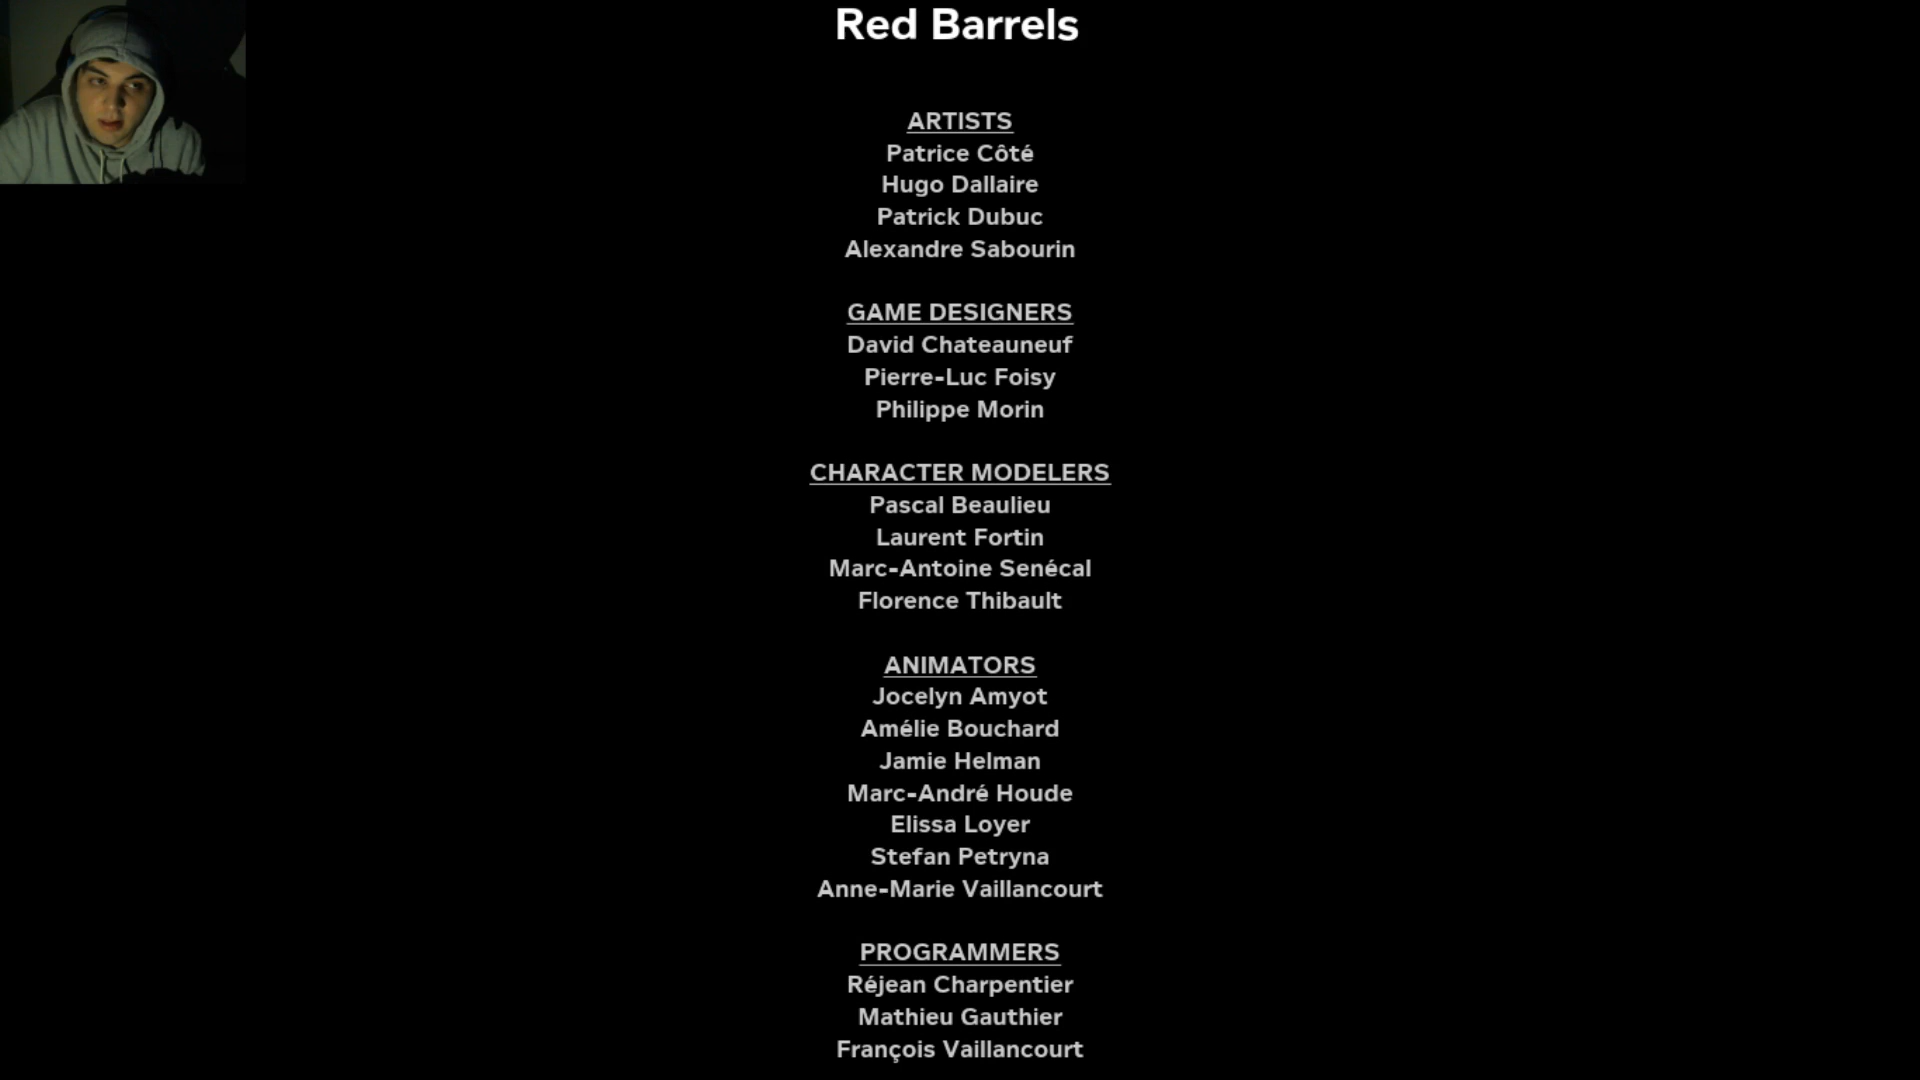 Red Barrels
ARTISTS
Patrice Côté
Hugo Dallaire
Patrick Dubuc
Alexandre Sabourin
GAME DESIGNERS
David Chateauneuf
Pierre-Luc Foisy
Philippe Morin
CHARACTER MODELERS
Pascal Beaulieu
Laurent Fortin
Marc-Antoine Senécal
Florence Thibault
ANIMATORS
Jocelyn Amyot
Amélie Bouchard
Jamie Helman
Marc-André Houde
Elissa Loyer
Stefan Petryna
Anne-Marie Vaillancourt
PROGRAMMERS
Réjean Charpentier
Mathieu Gauthier
François Vaillancourt